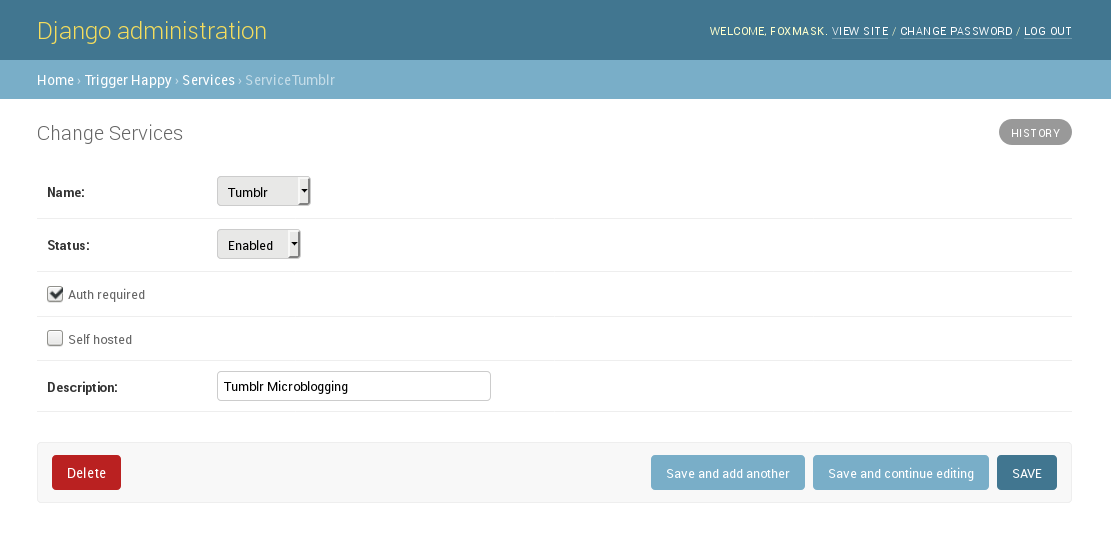 Django administration
WELCOME, FOXMASK. VIEW SITE / CHANGE PASSWORD / LOG OUT
Home › Trigger Happy › Services › ServiceTumblr
Change Services
HISTORY
Name: Tumblr
Status: Enabled
Auth required
Self hosted
Description: Tumblr Microblogging
Delete Save and add another Save and continue editing SAVE